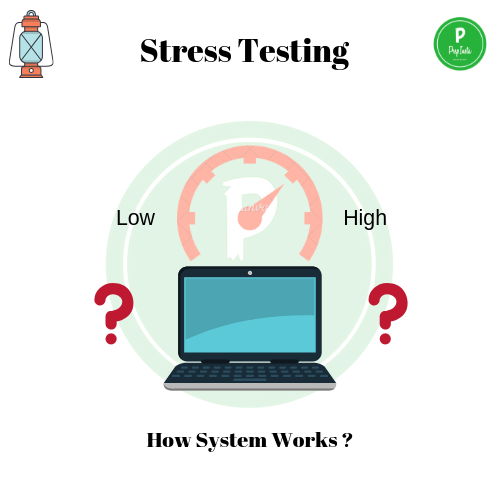 Stress Testing
Low
High
How System Works ?